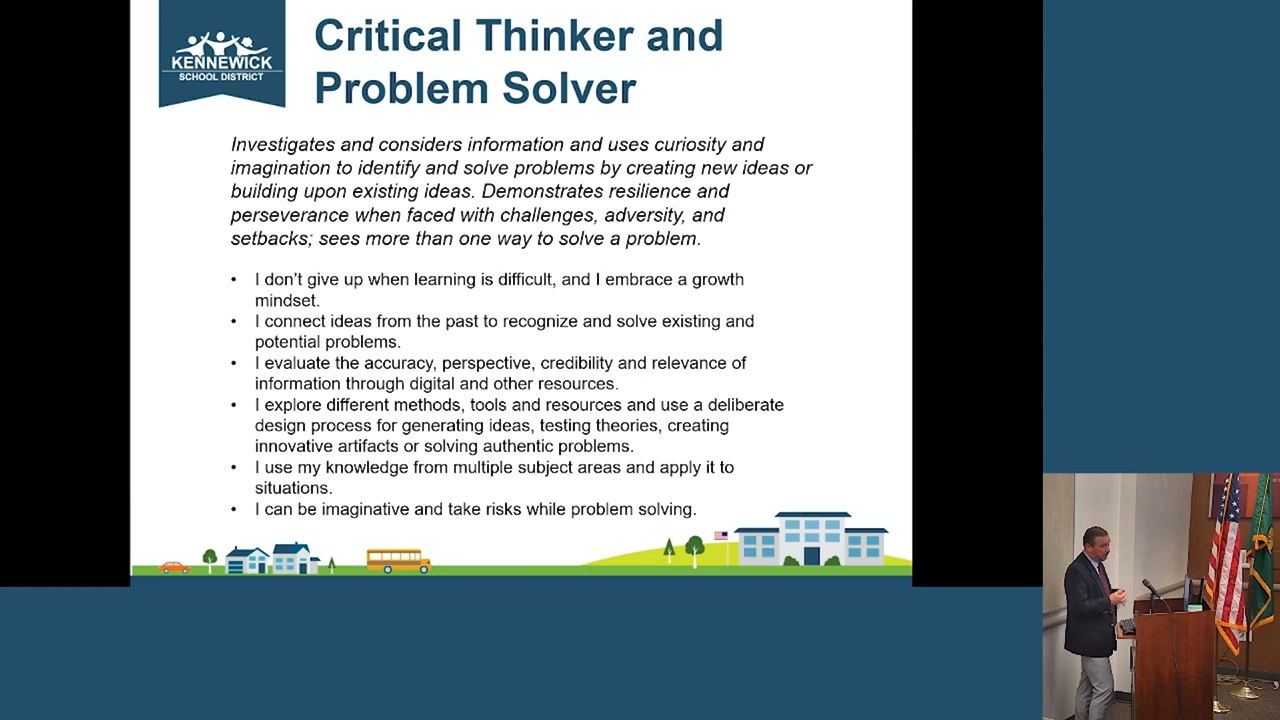 KENNEWICK
SCHOOL DISTRICT
Critical Thinker and
Problem Solver
Investigates and considers information and uses curiosity and
imagination to identify and solve problems by creating new ideas or
building upon existing ideas. Demonstrates resilience and
perseverance when faced with challenges, adversity, and
setbacks; sees more than one way to solve a problem.
• I don’t give up when learning is difficult, and I embrace a growth
mindset.
• I connect ideas from the past to recognize and solve existing and
potential problems.
• I evaluate the accuracy, perspective, credibility and relevance of
information through digital and other resources.
• I explore different methods, tools and resources and use a deliberate
design process for generating ideas, testing theories, creating
innovative artifacts or solving authentic problems.
• I use my knowledge from multiple subject areas and apply it to
situations.
• I can be imaginative and take risks while problem solving.